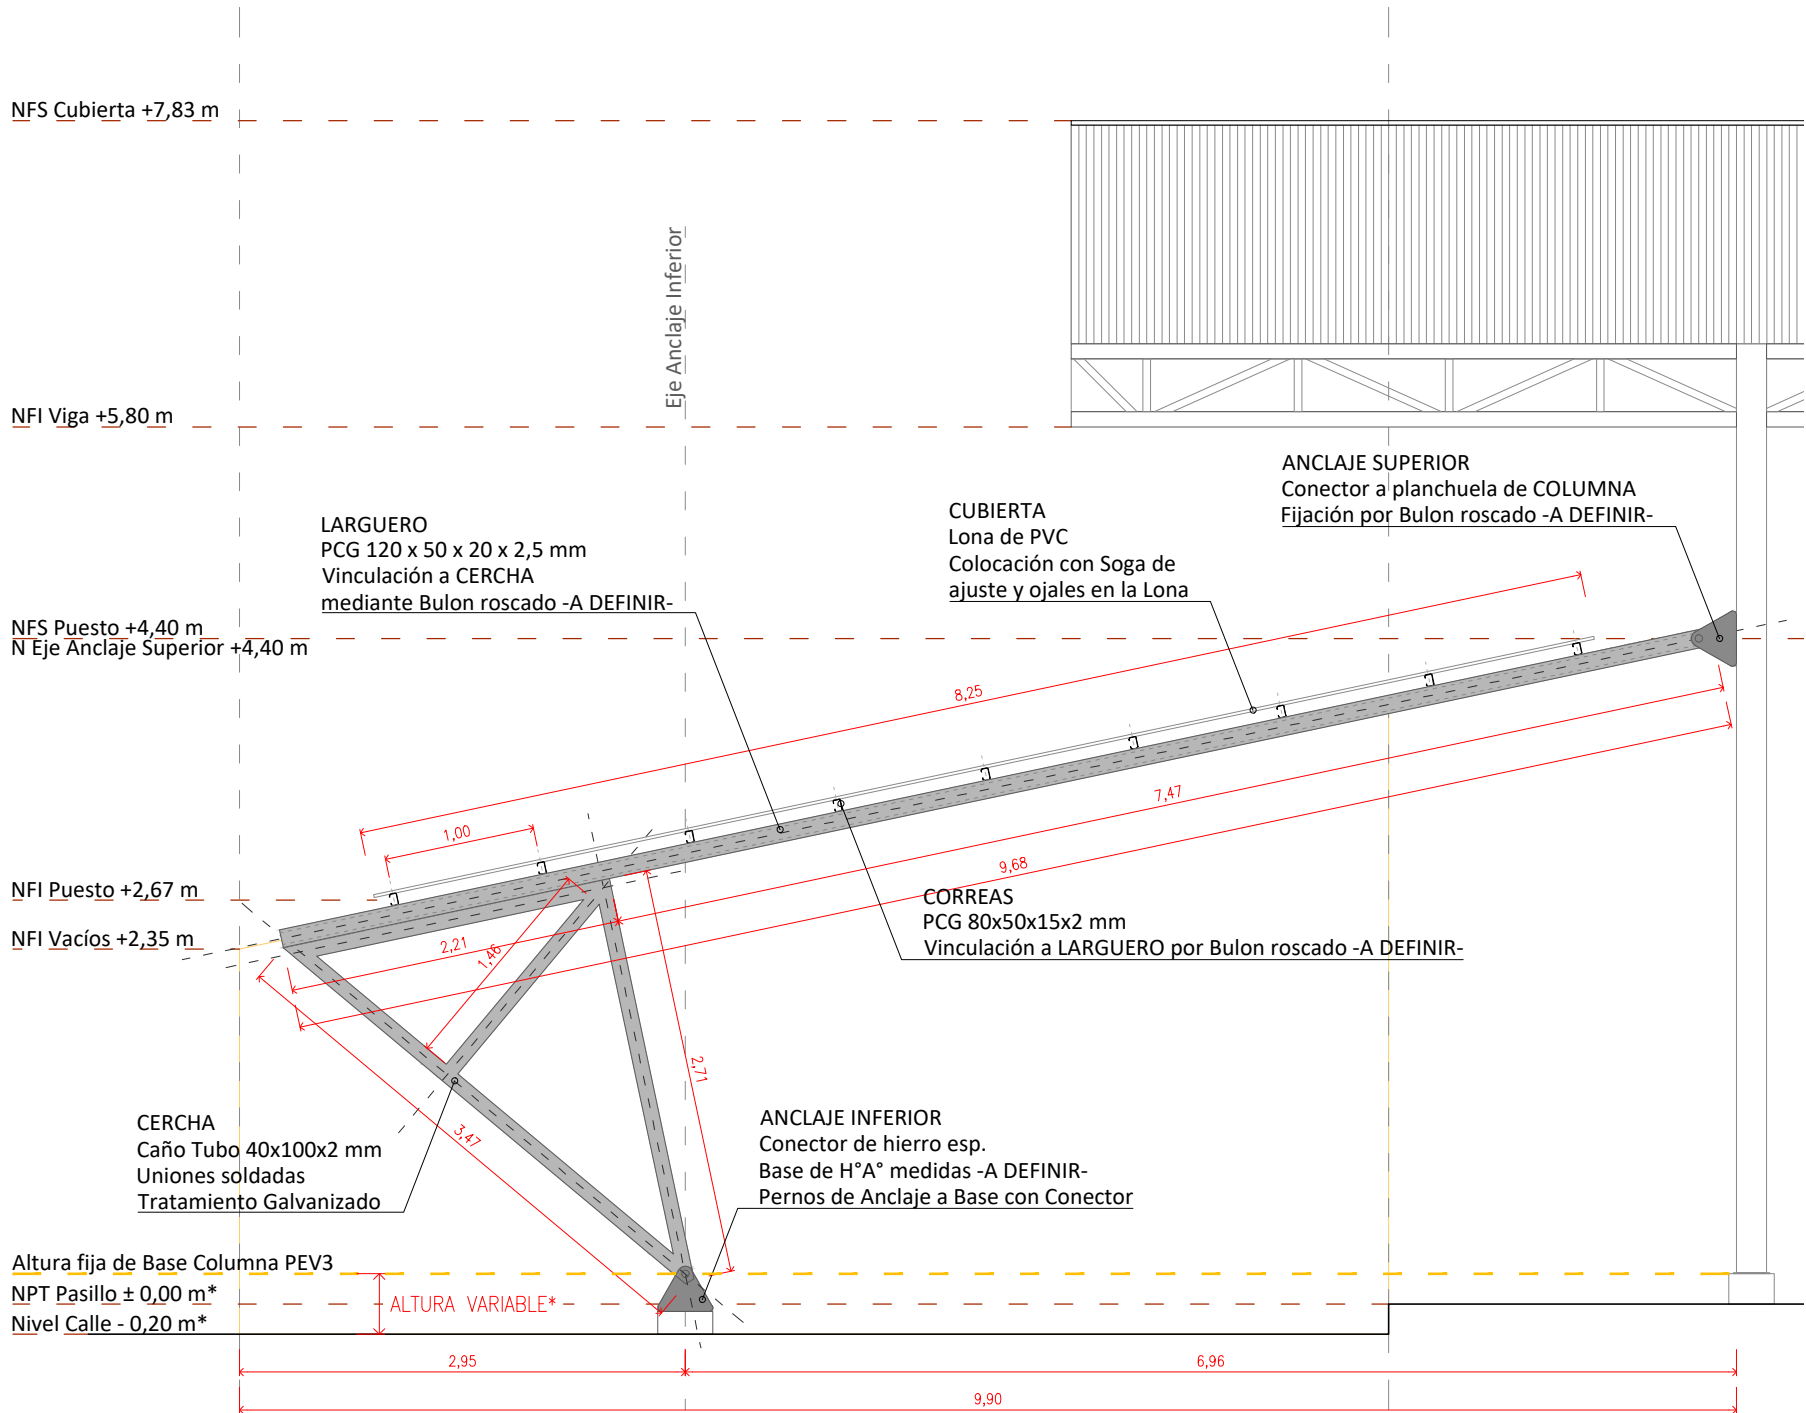 NFS Cubierta +7,83 m
Eje Anclaje Inferior
NFI Viga +5,80 m
ANCLAJE SUPERIOR
Conector a planchuela de COLUMNA
Fijación por Bulon roscado -A DEFINIR-
CUBIERTA
Lona de PVC
Colocación con Soga de
ajuste y ojales en la Lona
LARGUERO
PCG 120 x 50 x 20 x 2,5 mm
Vinculación a CERCHA
mediante Bulon roscado -A DEFINIR-
NFS Puesto +4,40 m
N Eje Anclaje Superior +4,40 m
8,25
7,47
1,00
9,68
NFI Puesto +2,67 m
CORREAS
PCG 80x50x15x2 mm
Vinculación a LARGUERO por Bulon roscado -A DEFINIR-
NFI Vacíos +2,35 m
2,21
1,46
2,71
3,47
CERCHA
Caño Tubo 40x100x2 mm
Uniones soldadas
Tratamiento Galvanizado
ANCLAJE INFERIOR
Conector de hierro esp.
Base de H°A° medidas -A DEFINIR-
Pernos de Anclaje a Base con Conector
Altura fija de Base Columna PEV3
NPT Pasillo ± 0,00 m*
ALTURA VARIABLE*
Nivel Calle - 0,20 m*
2,95
6,96
9,90